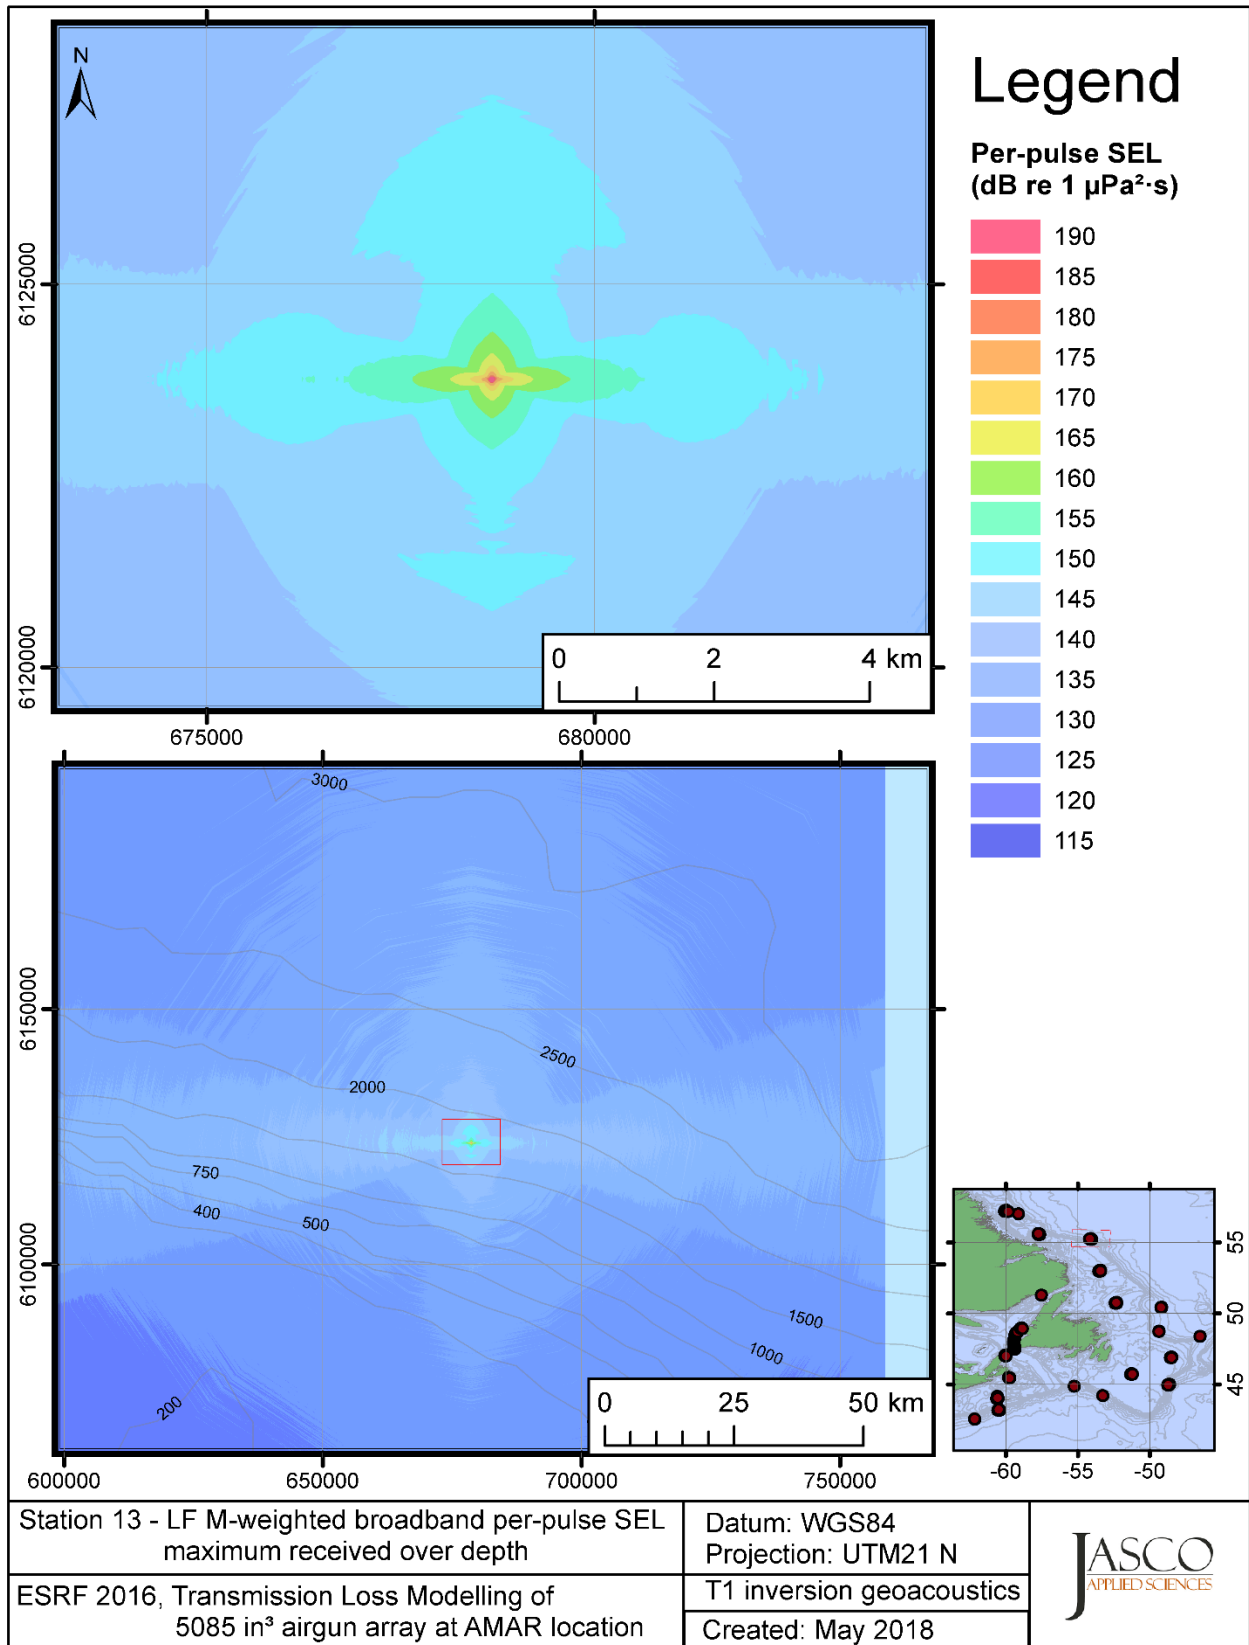 N
6125000
6120000
0 2 4 km
675000 680000
Legend
Per-pulse SEL
(dB re 1 µPa²·s)
190
185
180
175
170
165
160
155
150
145
140
135
130
125
120
115
3000
2500
2000
750
400
500
1500
1000
200
6150000
6100000
0 25 50 km
600000 650000 700000 750000
55
50
45
-60 -55 -50
Station 13 - LF M-weighted broadband per-pulse SEL
maximum received over depth
ESRF 2016, Transmission Loss Modelling of
5085 in³ airgun array at AMAR location
Datum: WGS84
Projection: UTM21 N
T1 inversion geoacoustics
Created: May 2018
JASCO
APPLIED SCIENCES